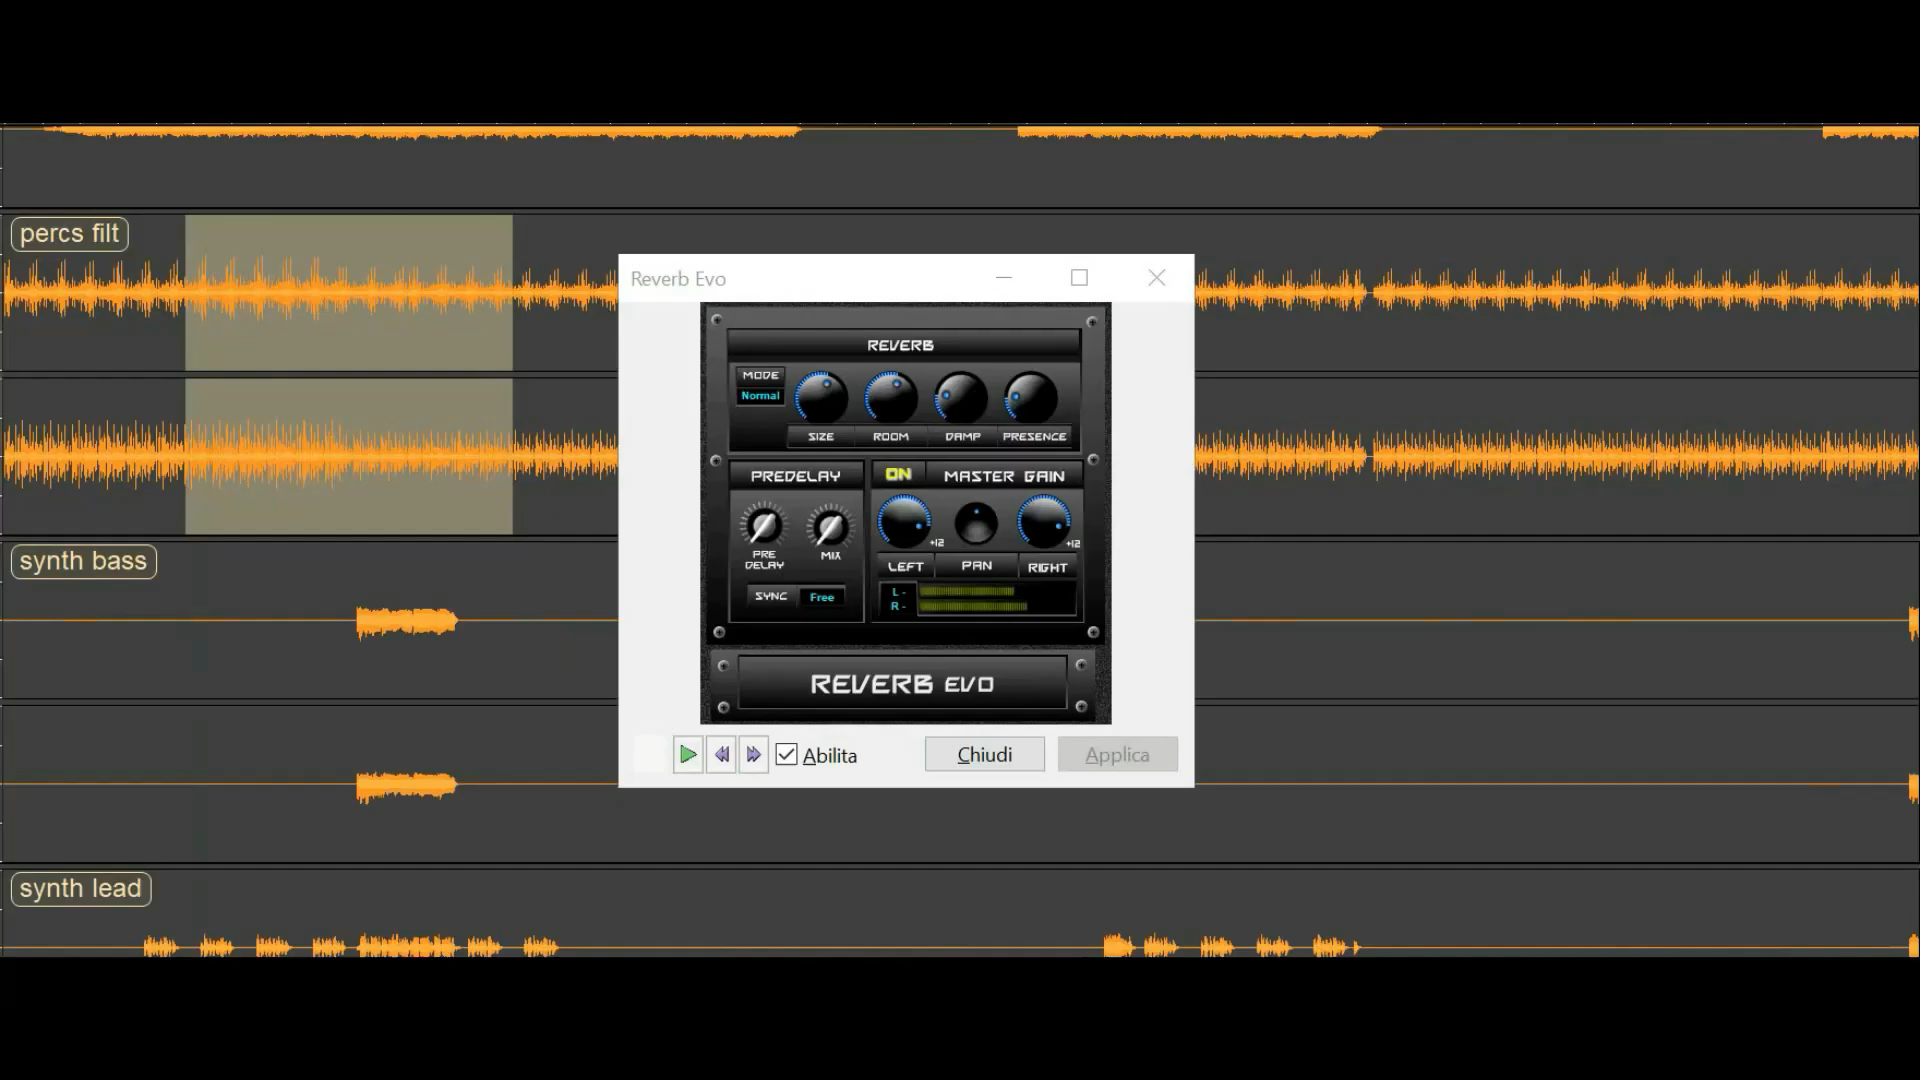 percs filt
Reverb Evo
REVERB
MODE
Normal
SIZE ROOM DAMP PRESENCE
PREDELAY
ON MASTER GAIN
+12 +12
PRE DELAY
MIX
LEFT PAN RIGHT
SYNC Free
L -
R -
synth bass
REVERB EVO
Abilita Chiudi Applica
synth lead